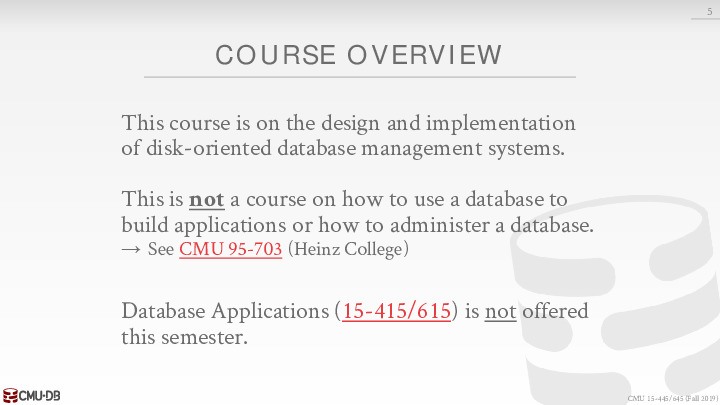 5
COURSE OVERVIEW
This course is on the design and implementation
of disk-oriented database management systems.
This is not a course on how to use a database to
build applications or how to administer a database.
→ See CMU 95-703 (Heinz College)
Database Applications (15-415/615) is not offered
this semester.
CMU·DB
CMU 15-445/645 (Fall 2019)